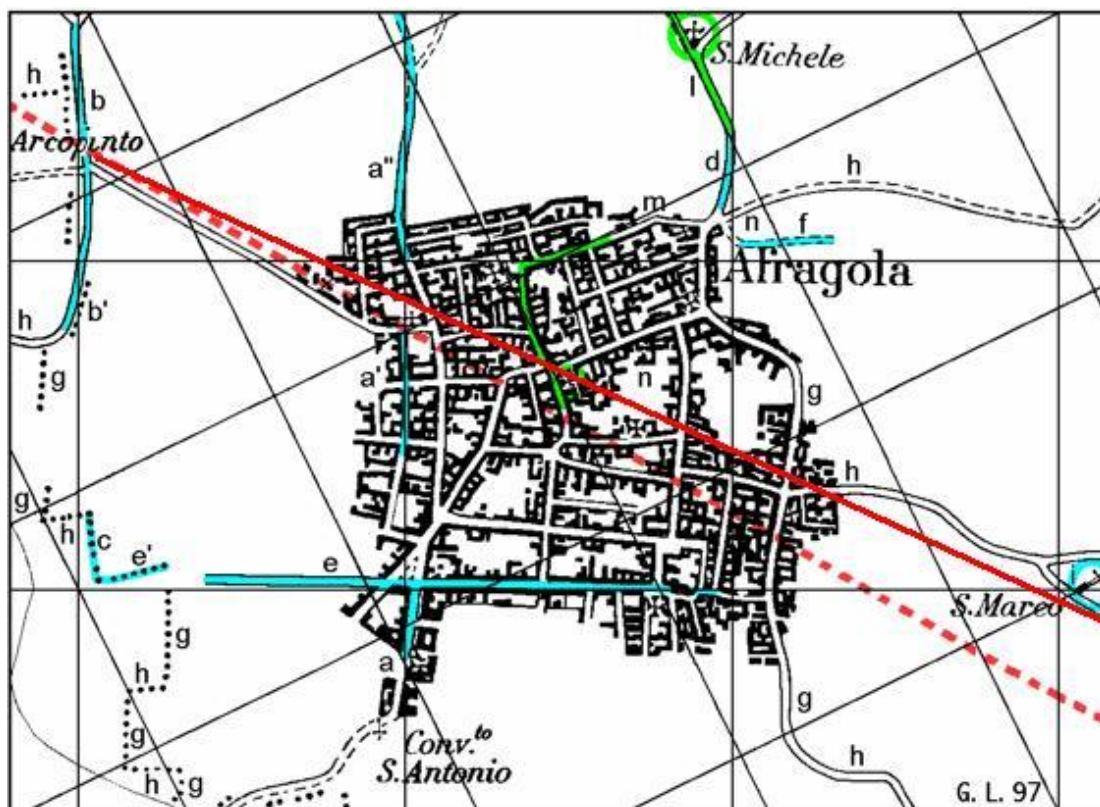 S. Michele
h
b
l
Arcopinto
a"
d
h
m
n
f
Afragola
h
b'
g
a'
n
g
g
h
c
e'
h
e
S. Marco
g
a
h
g
g
Conv.to
S. Antonio
h
g
h
G. L. 97